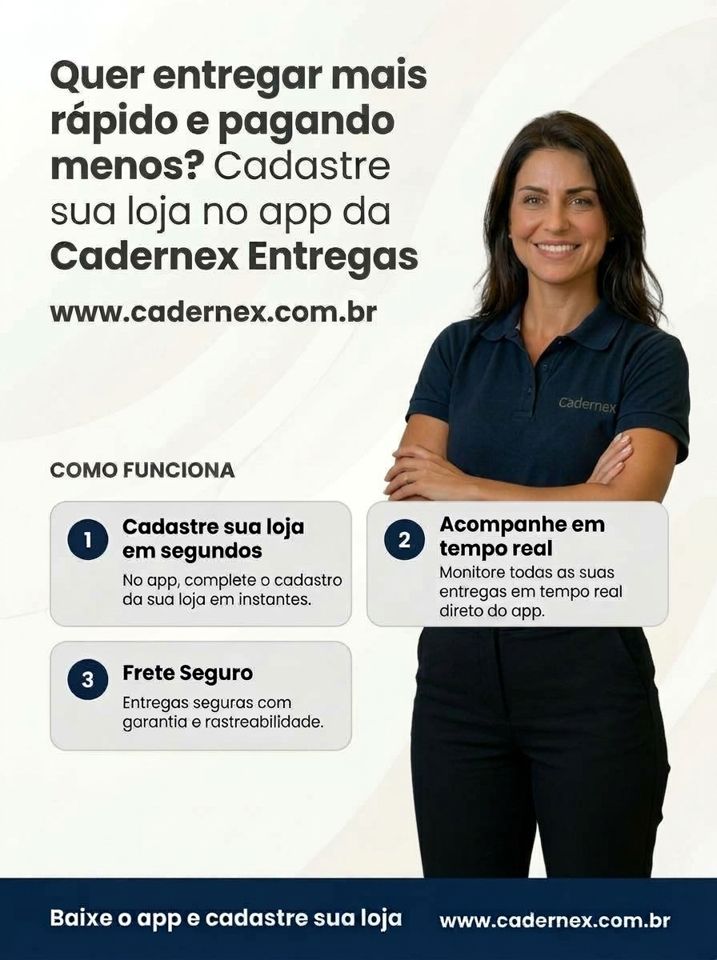 Quer entregar mais
rápido e pagando
menos? Cadastre
sua loja no app da
Cadernex Entregas
www.cadernex.com.br
Cadernex
COMO FUNCIONA
1
Cadastre sua loja
em segundos
No app, complete o cadastro
da sua loja em instantes.
2
Acompanhe em
tempo real
Monitore todas as suas
entregas em tempo real
direto do app.
3
Frete Seguro
Entregas seguras com
garantia e rastreabilidade.
Baixe o app e cadastre sua loja
www.cadernex.com.br